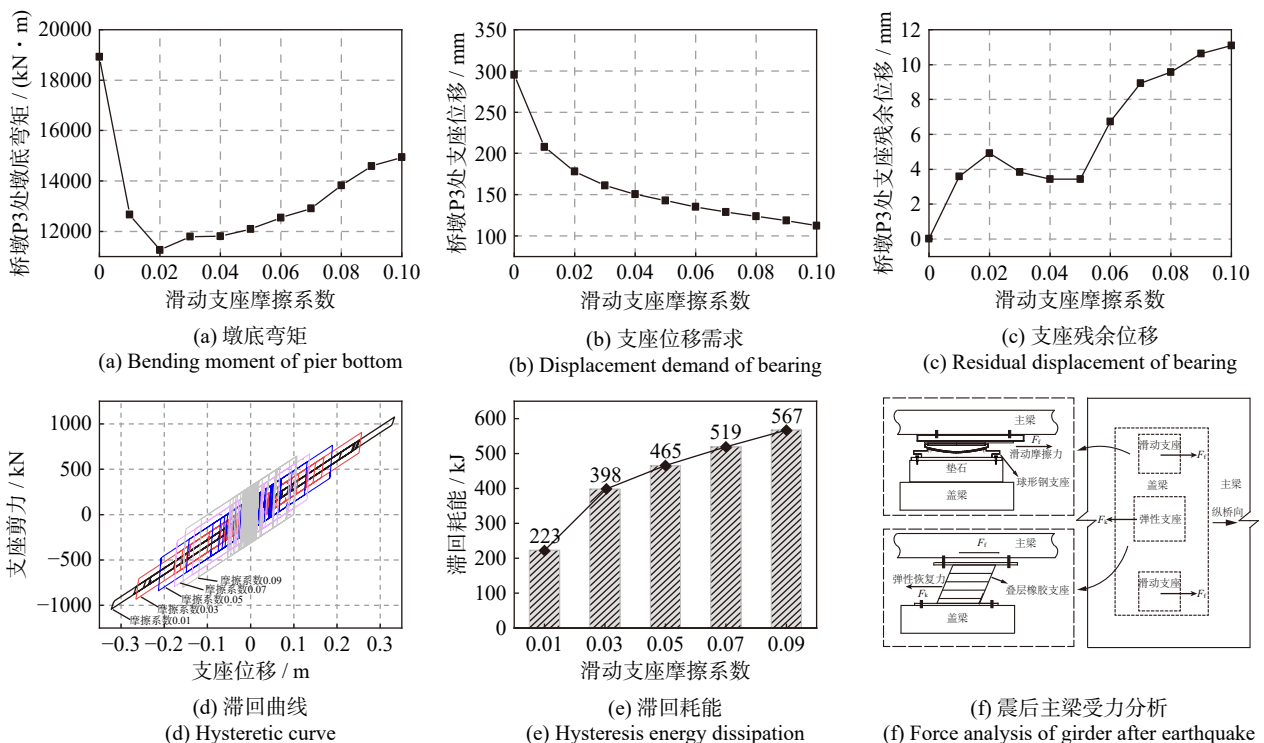 20000
18000
16000
14000
12000
0
0.02
0.04
0.06
0.08
0.10
桥墩P3处墩底弯矩 / (kN·m)
滑动支座摩擦系数
(a) 墩底弯矩
(a) Bending moment of pier bottom
350
300
250
200
150
100
0
0.02
0.04
0.06
0.08
0.10
桥墩P3处支座位移 / mm
滑动支座摩擦系数
(b) 支座位移需求
(b) Displacement demand of bearing
12
10
8
6
4
2
0
0
0.02
0.04
0.06
0.08
0.10
桥墩P3处支座残余位移 / mm
滑动支座摩擦系数
(c) 支座残余位移
(c) Residual displacement of bearing
1000
500
0
−500
−1000
−0.3
−0.2
−0.1
0
0.1
0.2
0.3
支座剪力 / kN
摩擦系数0.09
摩擦系数0.07
摩擦系数0.05
摩擦系数0.03
摩擦系数0.01
支座位移 / m
(d) 滞回曲线
(d) Hysteretic curve
600
500
400
300
200
100
0
223
398
465
519
567
0.01
0.03
0.05
0.07
0.09
滞回耗能 / kJ
滑动支座摩擦系数
(e) 滞回耗能
(e) Hysteresis energy dissipation
主梁
Ff
滑动摩擦力
垫石
球形钢支座
盖梁
Ff
主梁
弹性恢复力
Fk
叠层橡胶支座
盖梁
滑动支座
Ff
盖梁
主梁
Fk
弹性支座
纵桥向
滑动支座
Ff
(f) 震后主梁受力分析
(f) Force analysis of girder after earthquake